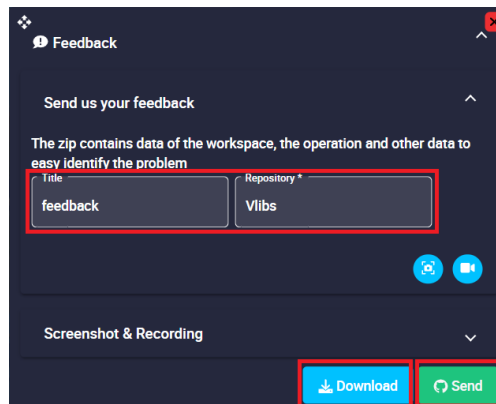 Feedback
Send us your feedback
The zip contains data of the workspace, the operation and other data to
easy identify the problem
Title
feedback
Repository *
Vlibs
Screenshot & Recording
Download
Send